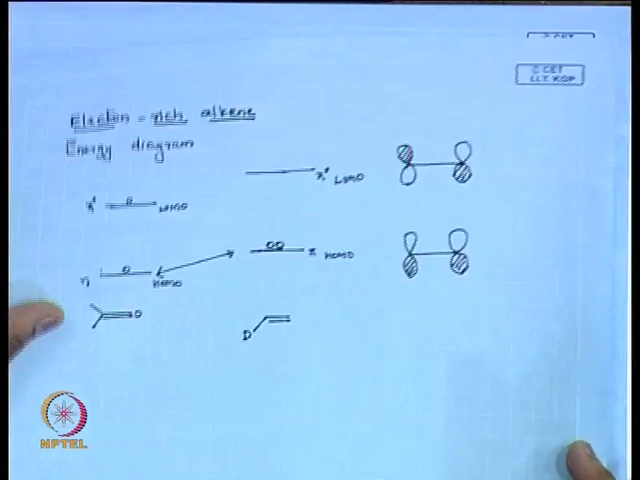 © CET
I.I.T. KGP
Electron = rich alkene
Energy diagram
π* LUMO
π* LUMO
π HOMO
n HOMO
O
D
NPTEL